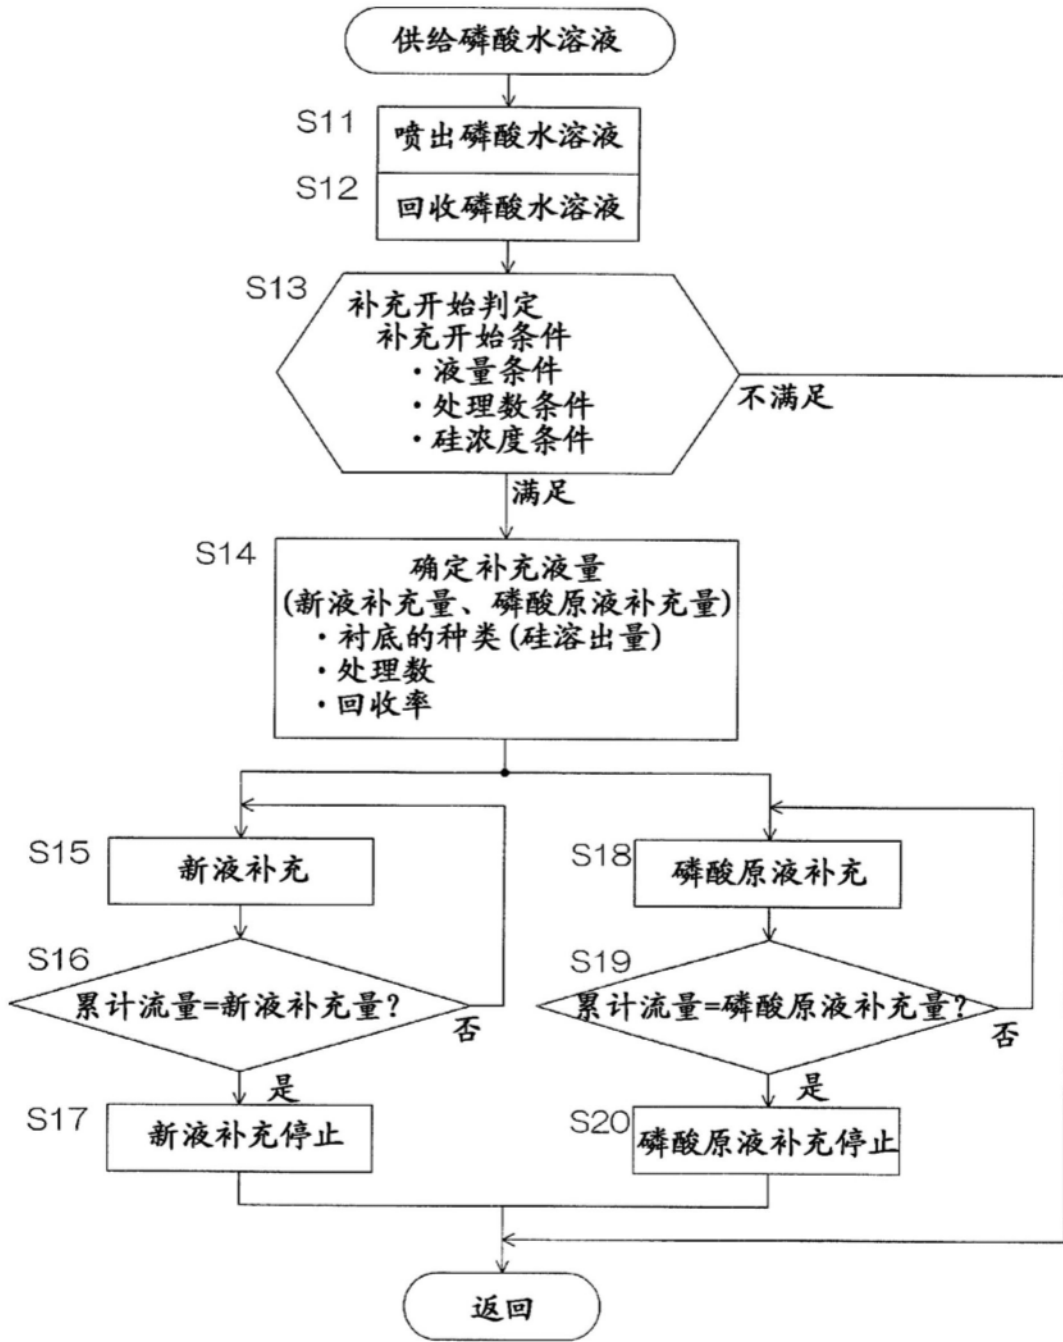 供给磷酸水溶液
S11
喷出磷酸水溶液
S12
回收磷酸水溶液
S13
补充开始判定
补充开始条件
・液量条件
・处理数条件
・硅浓度条件
不满足
满足
S14
确定补充液量
(新液补充量、磷酸原液补充量)
・衬底的种类(硅溶出量)
・处理数
・回收率
S15
新液补充
S16
累计流量=新液补充量?
否
是
S17
新液补充停止
S18
磷酸原液补充
S19
累计流量=磷酸原液补充量?
否
是
S20
磷酸原液补充停止
返回